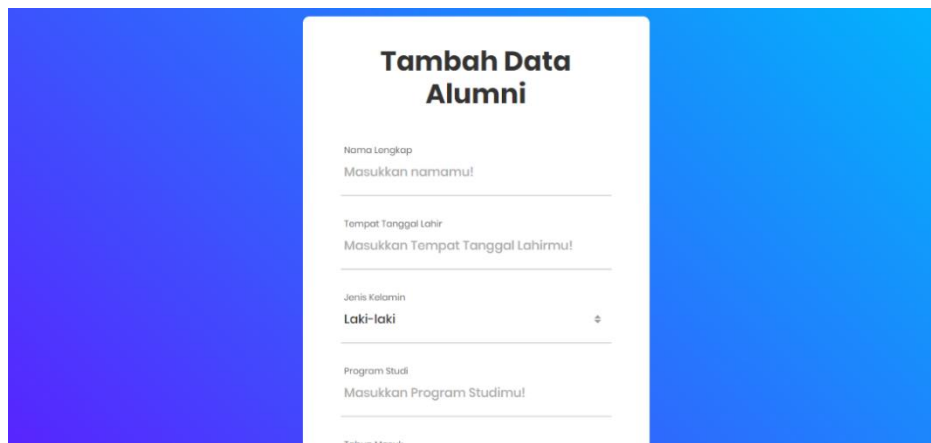 Tambah Data
Alumni
Nama Lengkap
Masukkan namamu!
Tempat Tanggal Lahir
Masukkan Tempat Tanggal Lahirmu!
Jenis Kelamin
Laki-laki
Program Studi
Masukkan Program Studimu!